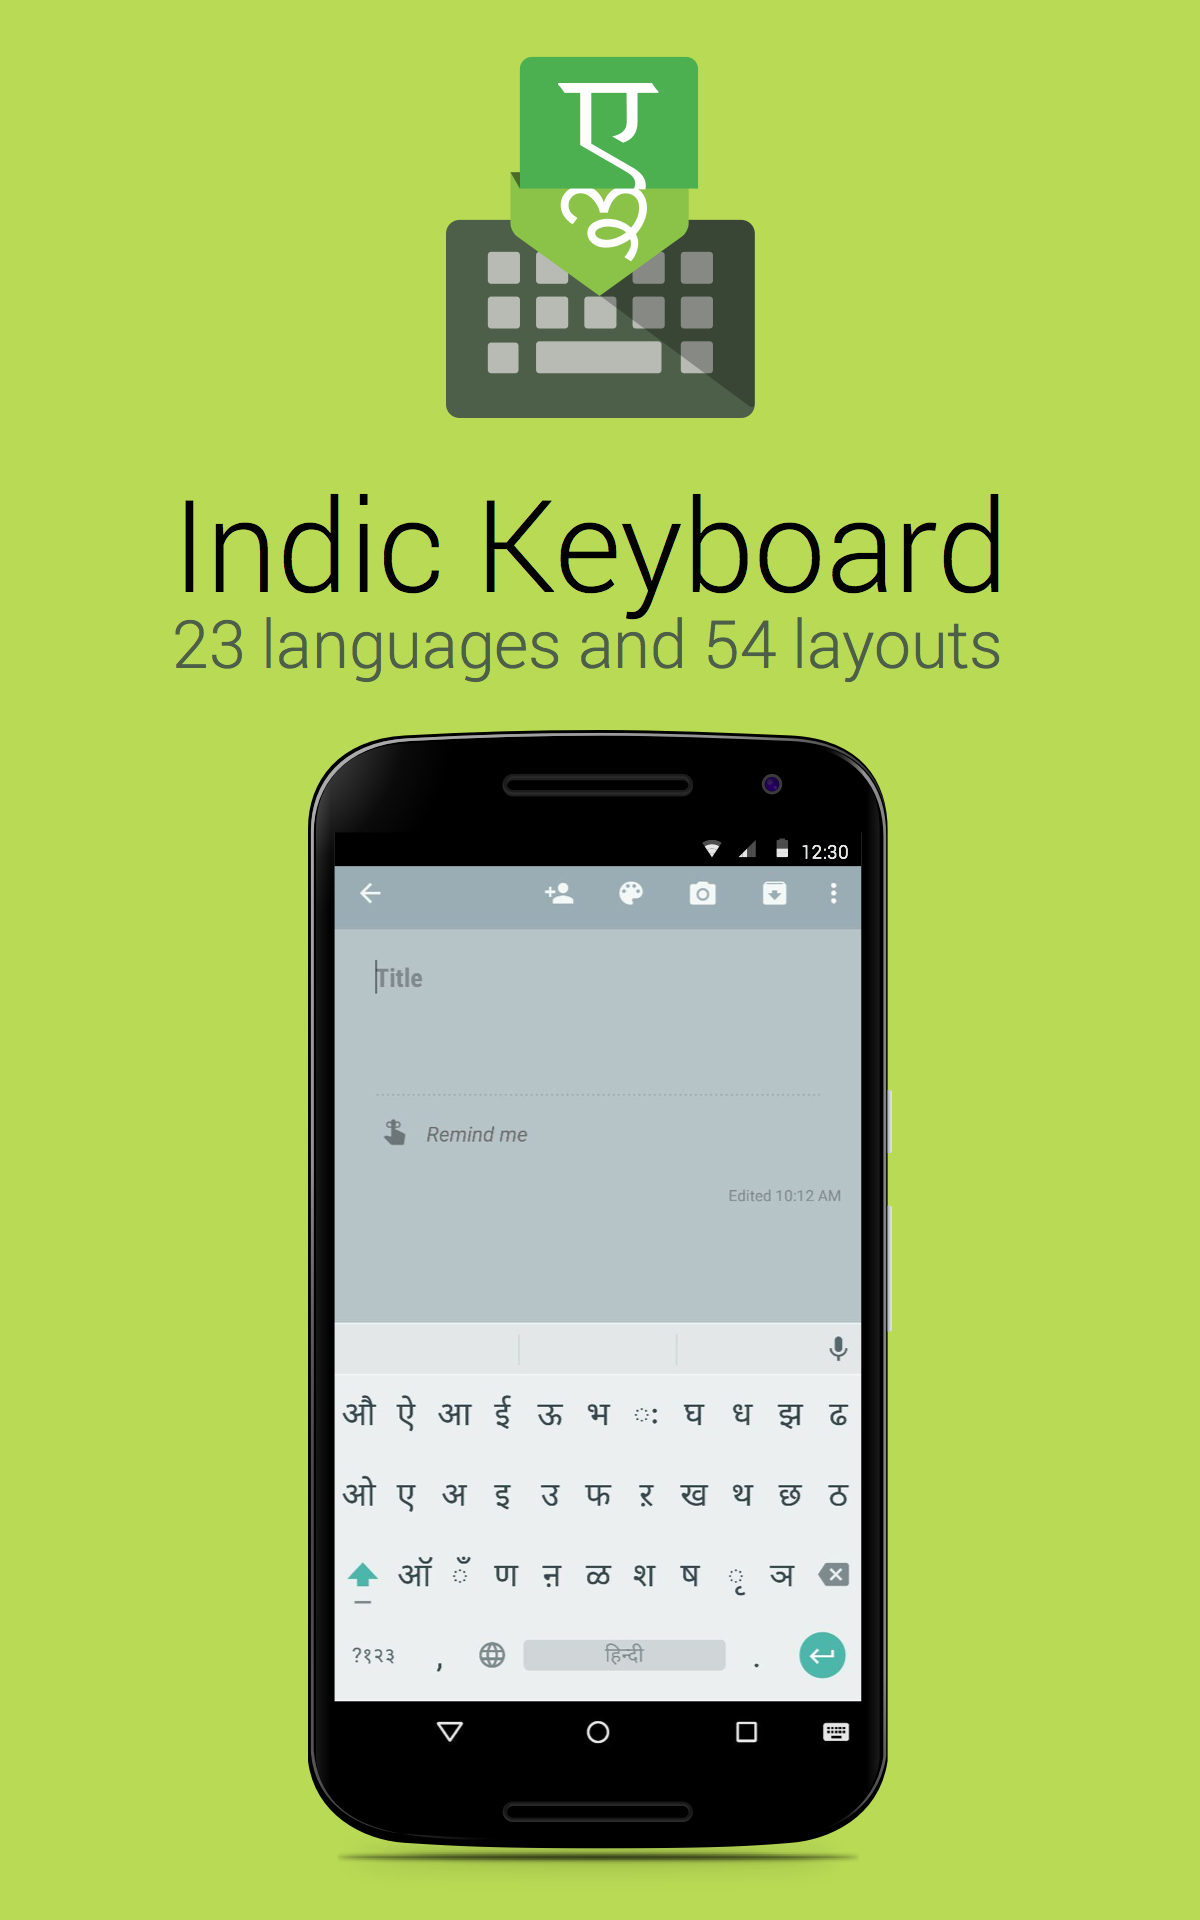 ए
Indic Keyboard
23 languages and 54 layouts
12:30
Title
Remind me
Edited 10:12 AM
औ ऐ आ ई ऊ भ ः घ ध झ ढ
ओ ए अ इ उ फ ऱ ख थ छ ठ
ऑ ँ ण ऩ ळ श ष ृ ञ
?१२३ , हिन्दी .